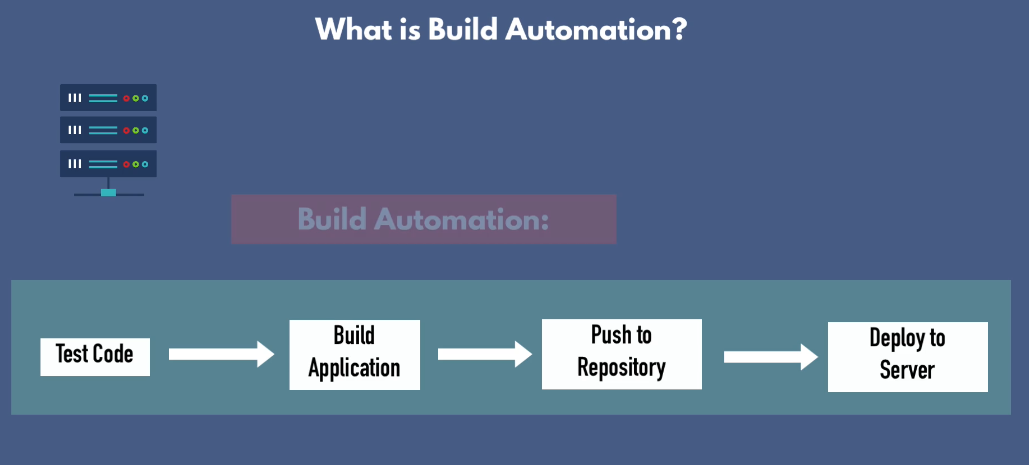 What is Build Automation?
Build Automation:
Test Code
Build
Application
Push to
Repository
Deploy to
Server